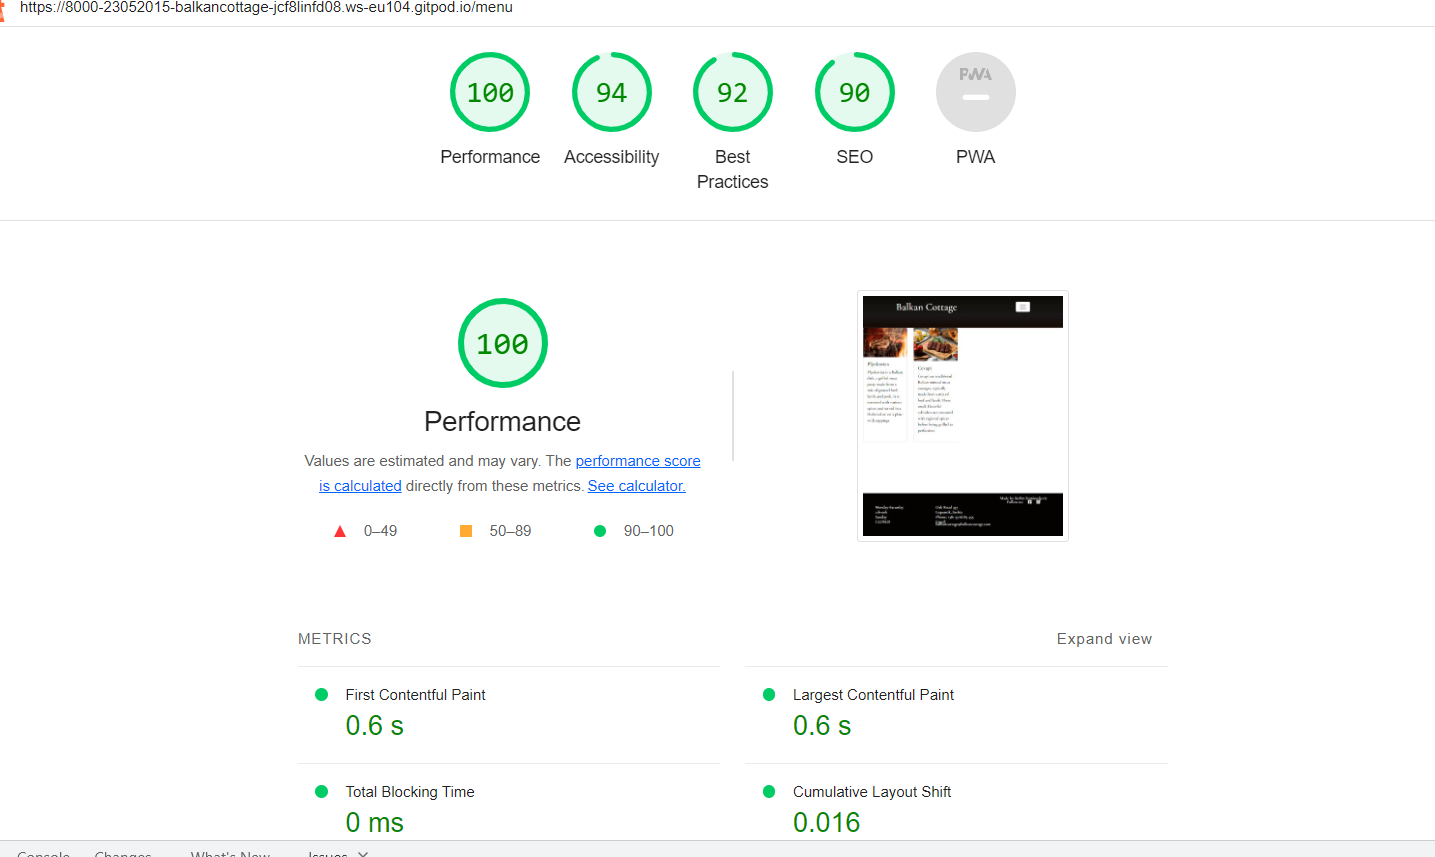 https://8000-23052015-balkancottage-jcf8linfd08.ws-eu104.gitpod.io/menu
100
94
92
90
PWA
Performance
Accessibility
Best
Practices
SEO
PWA
100
Performance
Values are estimated and may vary. The performance score
is calculated directly from these metrics. See calculator.
0–49
50–89
90–100
Balkan Cottage
Cevapi
METRICS
Expand view
First Contentful Paint
0.6 s
Largest Contentful Paint
0.6 s
Total Blocking Time
0 ms
Cumulative Layout Shift
0.016
Console
Changes
What's New
Issues